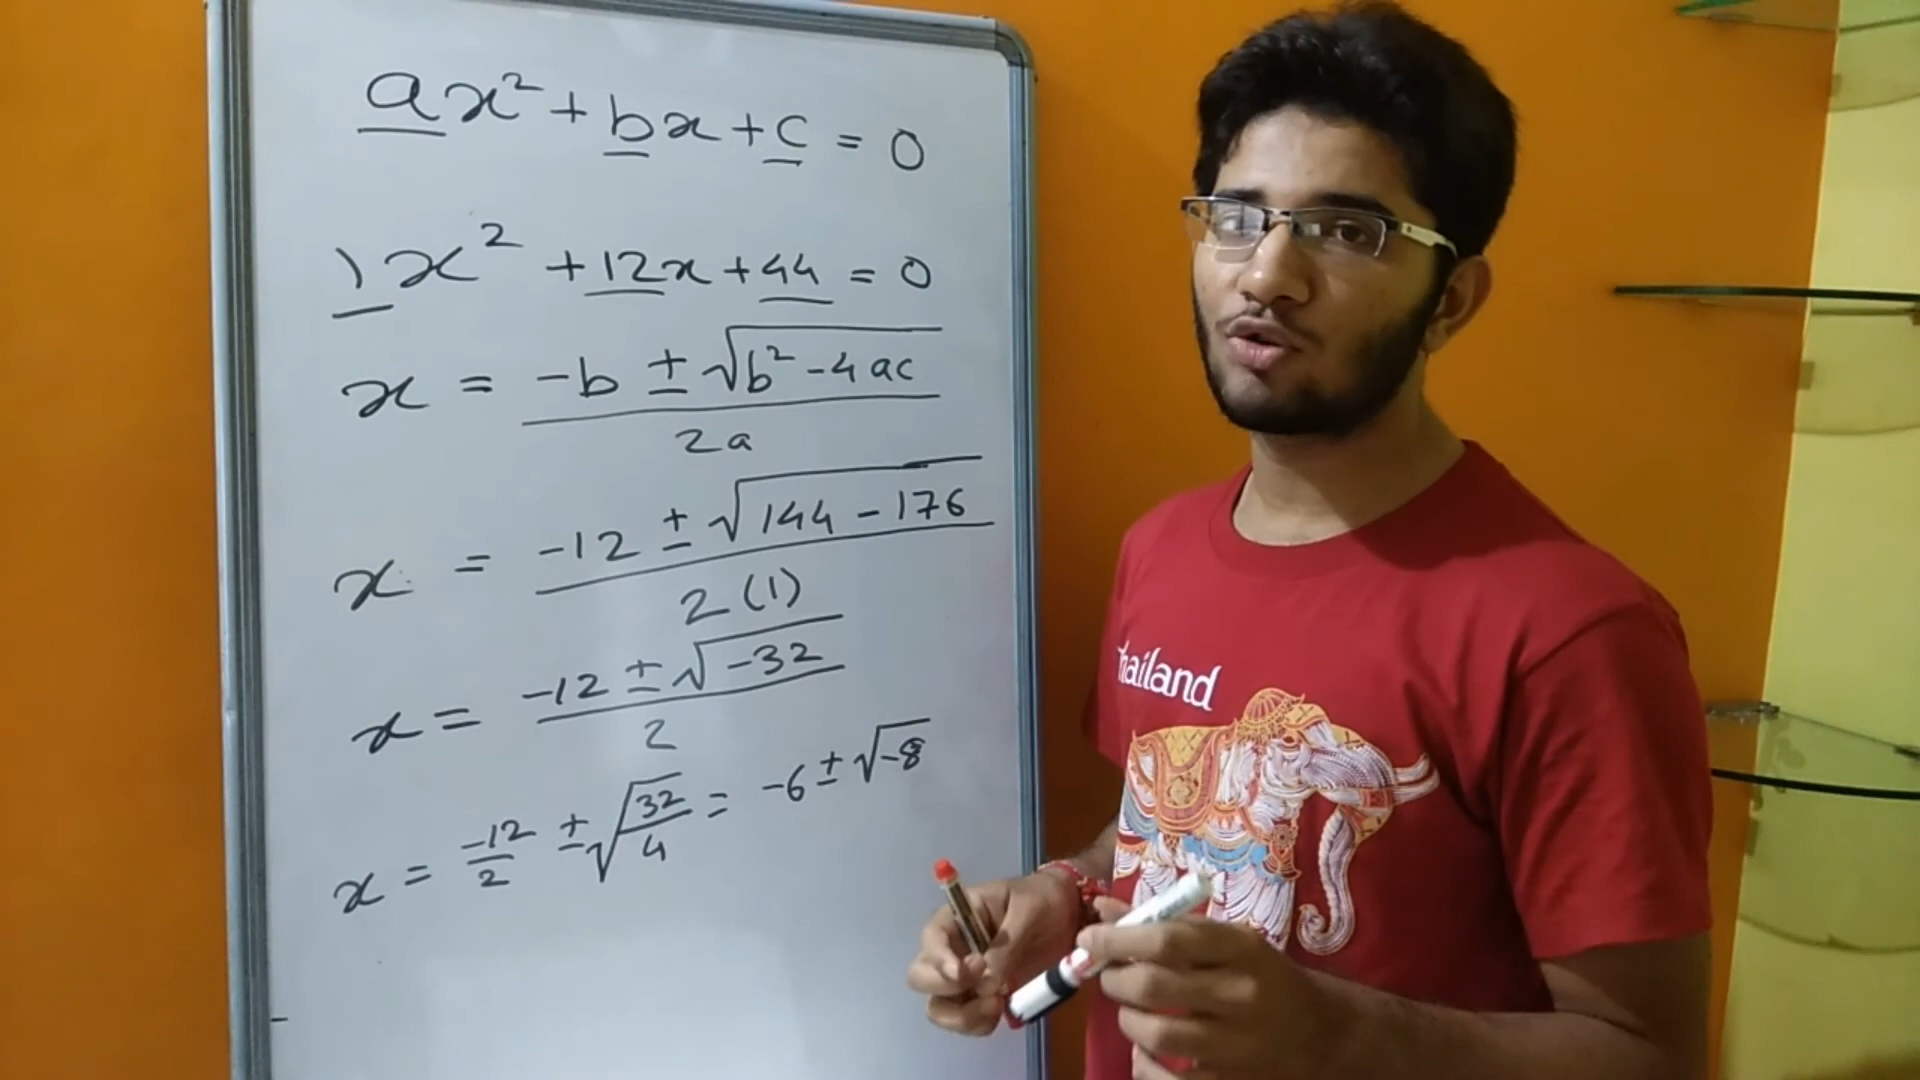 ax² + bx + c = 0
1x² + 12x + 44 = 0
x = -b ± √b² - 4ac
2a
x = -12 ± √144 - 176
2(1)
x = -12 ± √-32
2
x = -12/2 ± √32/4 = -6 ± √-8
hailand